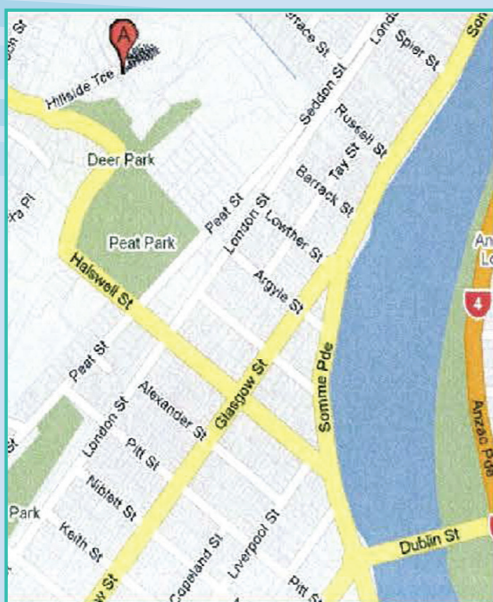 A
Hillside Tce
Spier St
Seddon St
Russell St
Tay St
Deer Park
Barrack St
Peat St
London St
Lowther St
Peat Park
4
Halswell St
Argyle St
Peat St
Somme Pde
Glasgow St
Alexander St
Anzac Pde
London St
Pitt St
Niblett St
Park
Keith St
Dublin St
Liverpool St
Copeland St
Pitt St